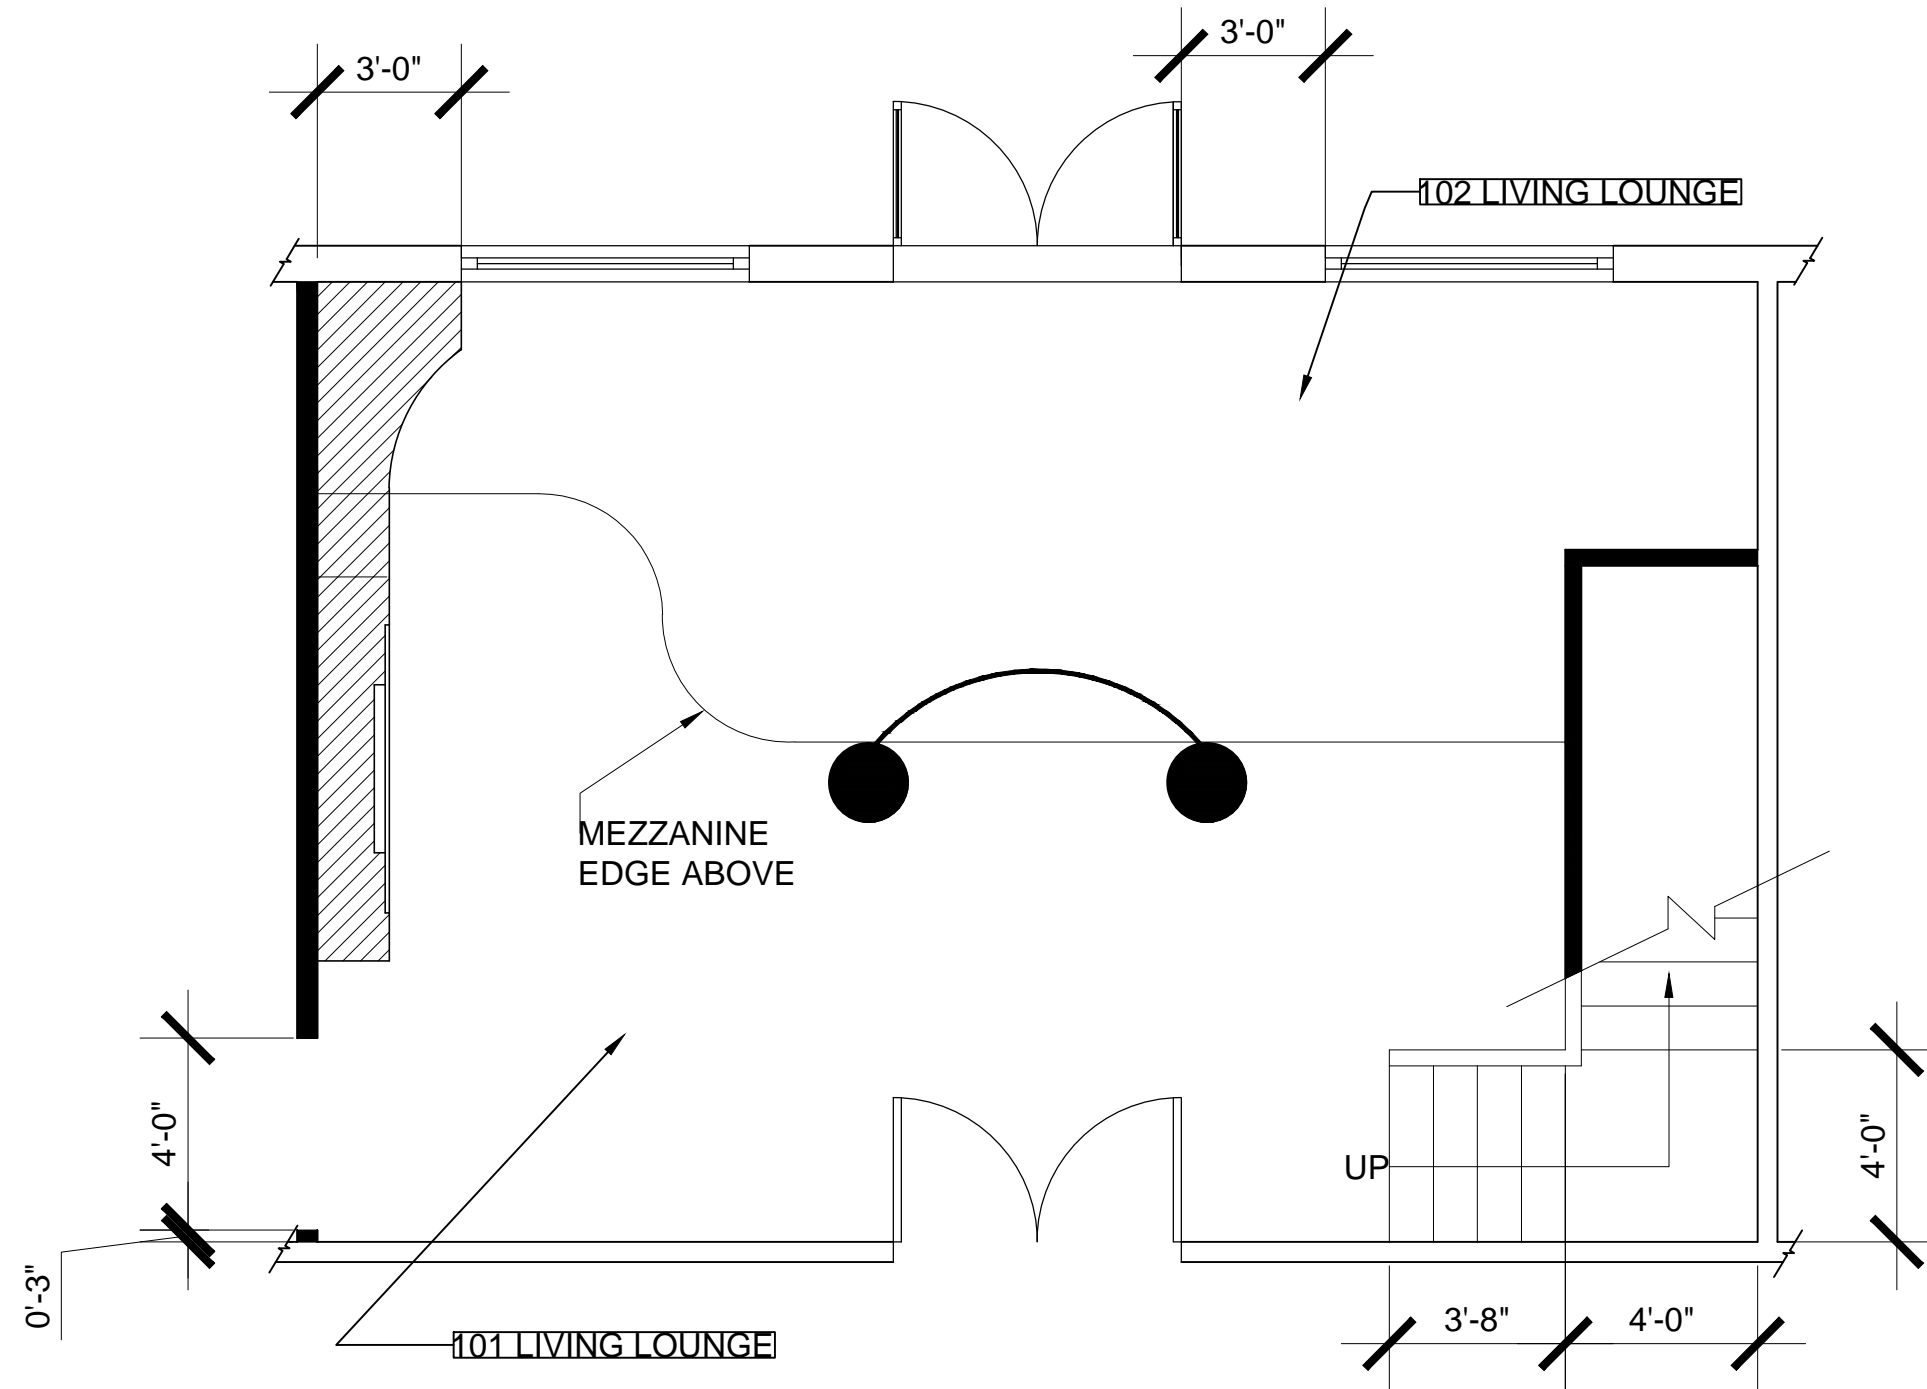 3'-0"
3'-0"
102 LIVING LOUNGE
MEZZANINE
EDGE ABOVE
4'-0"
UP
4'-0"
0'-3"
3'-8"
4'-0"
101 LIVING LOUNGE